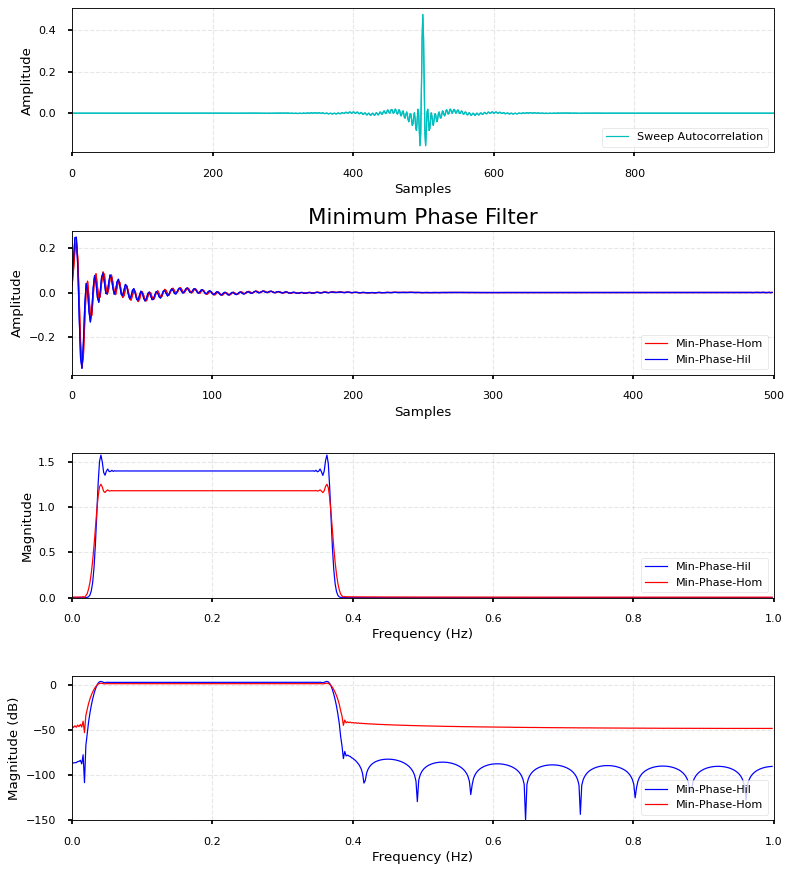 0.4
0.2
0.0
Amplitude
Sweep Autocorrelation
0 200 400 600 800
Samples
Minimum Phase Filter
0.2
0.0
−0.2
Amplitude
Min-Phase-Hom
Min-Phase-Hil
0 100 200 300 400 500
Samples
1.5
1.0
0.5
0.0
Magnitude
Min-Phase-Hil
Min-Phase-Hom
0.0 0.2 0.4 0.6 0.8 1.0
Frequency (Hz)
0
−50
−100
−150
Magnitude (dB)
Min-Phase-Hil
Min-Phase-Hom
0.0 0.2 0.4 0.6 0.8 1.0
Frequency (Hz)